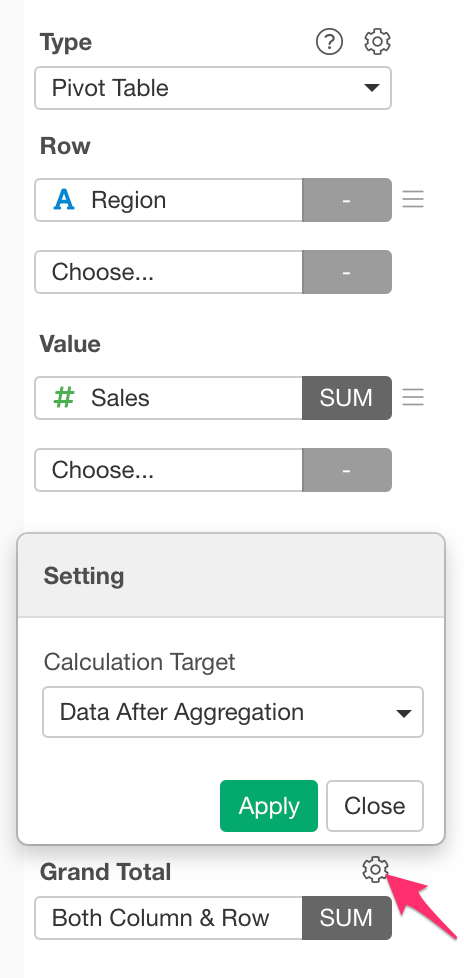 Type
Pivot Table
Row
A Region -
Choose... -
Value
# Sales SUM
Choose... -
Setting
Calculation Target
Data After Aggregation
Apply Close
Grand Total
Both Column & Row SUM